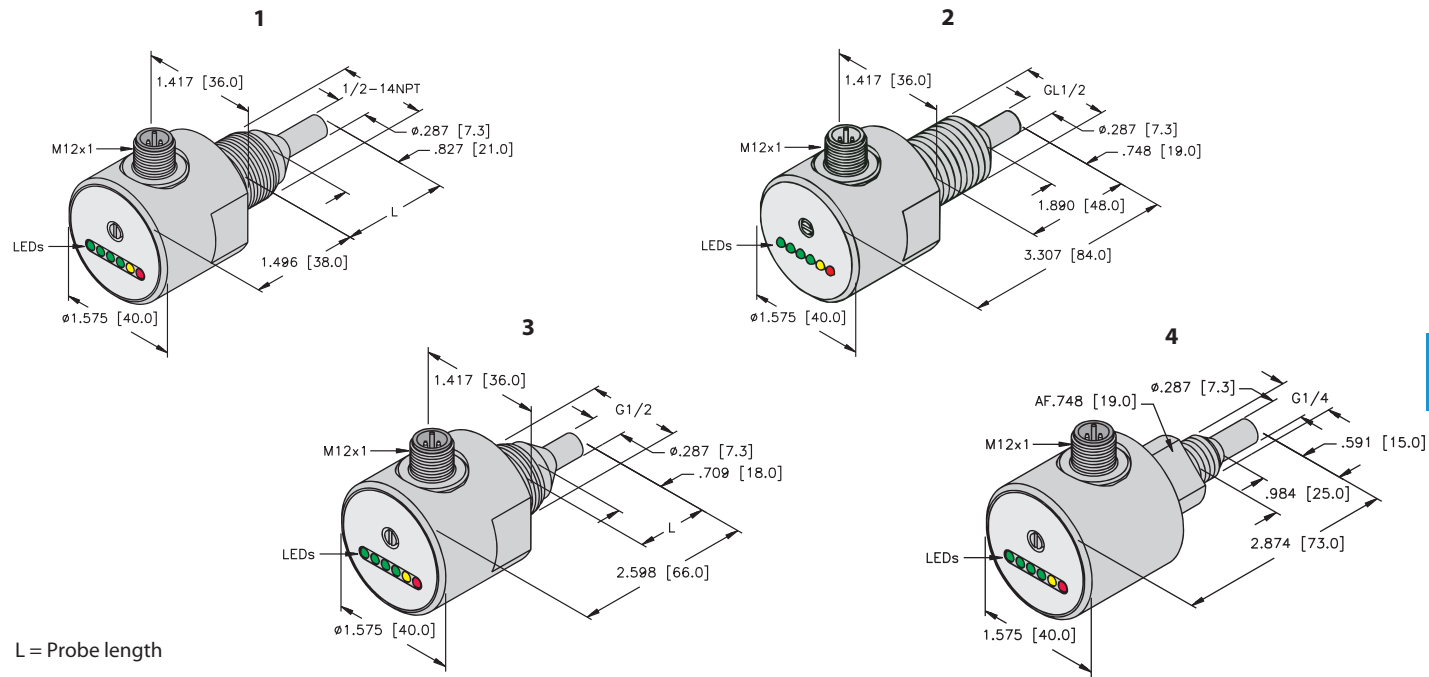 1
1.417 [36.0]
1/2-14NPT
ø.287 [7.3]
.827 [21.0]
M12x1
L
LEDs
1.496 [38.0]
ø1.575 [40.0]
2
1.417 [36.0]
GL1/2
ø.287 [7.3]
.748 [19.0]
M12x1
1.890 [48.0]
LEDs
3.307 [84.0]
ø1.575 [40.0]
3
1.417 [36.0]
G1/2
M12x1
ø.287 [7.3]
.709 [18.0]
L
LEDs
2.598 [66.0]
ø1.575 [40.0]
4
ø.287 [7.3]
AF.748 [19.0]
G1/4
M12x1
.591 [15.0]
.984 [25.0]
2.874 [73.0]
LEDs
1.575 [40.0]
L = Probe length